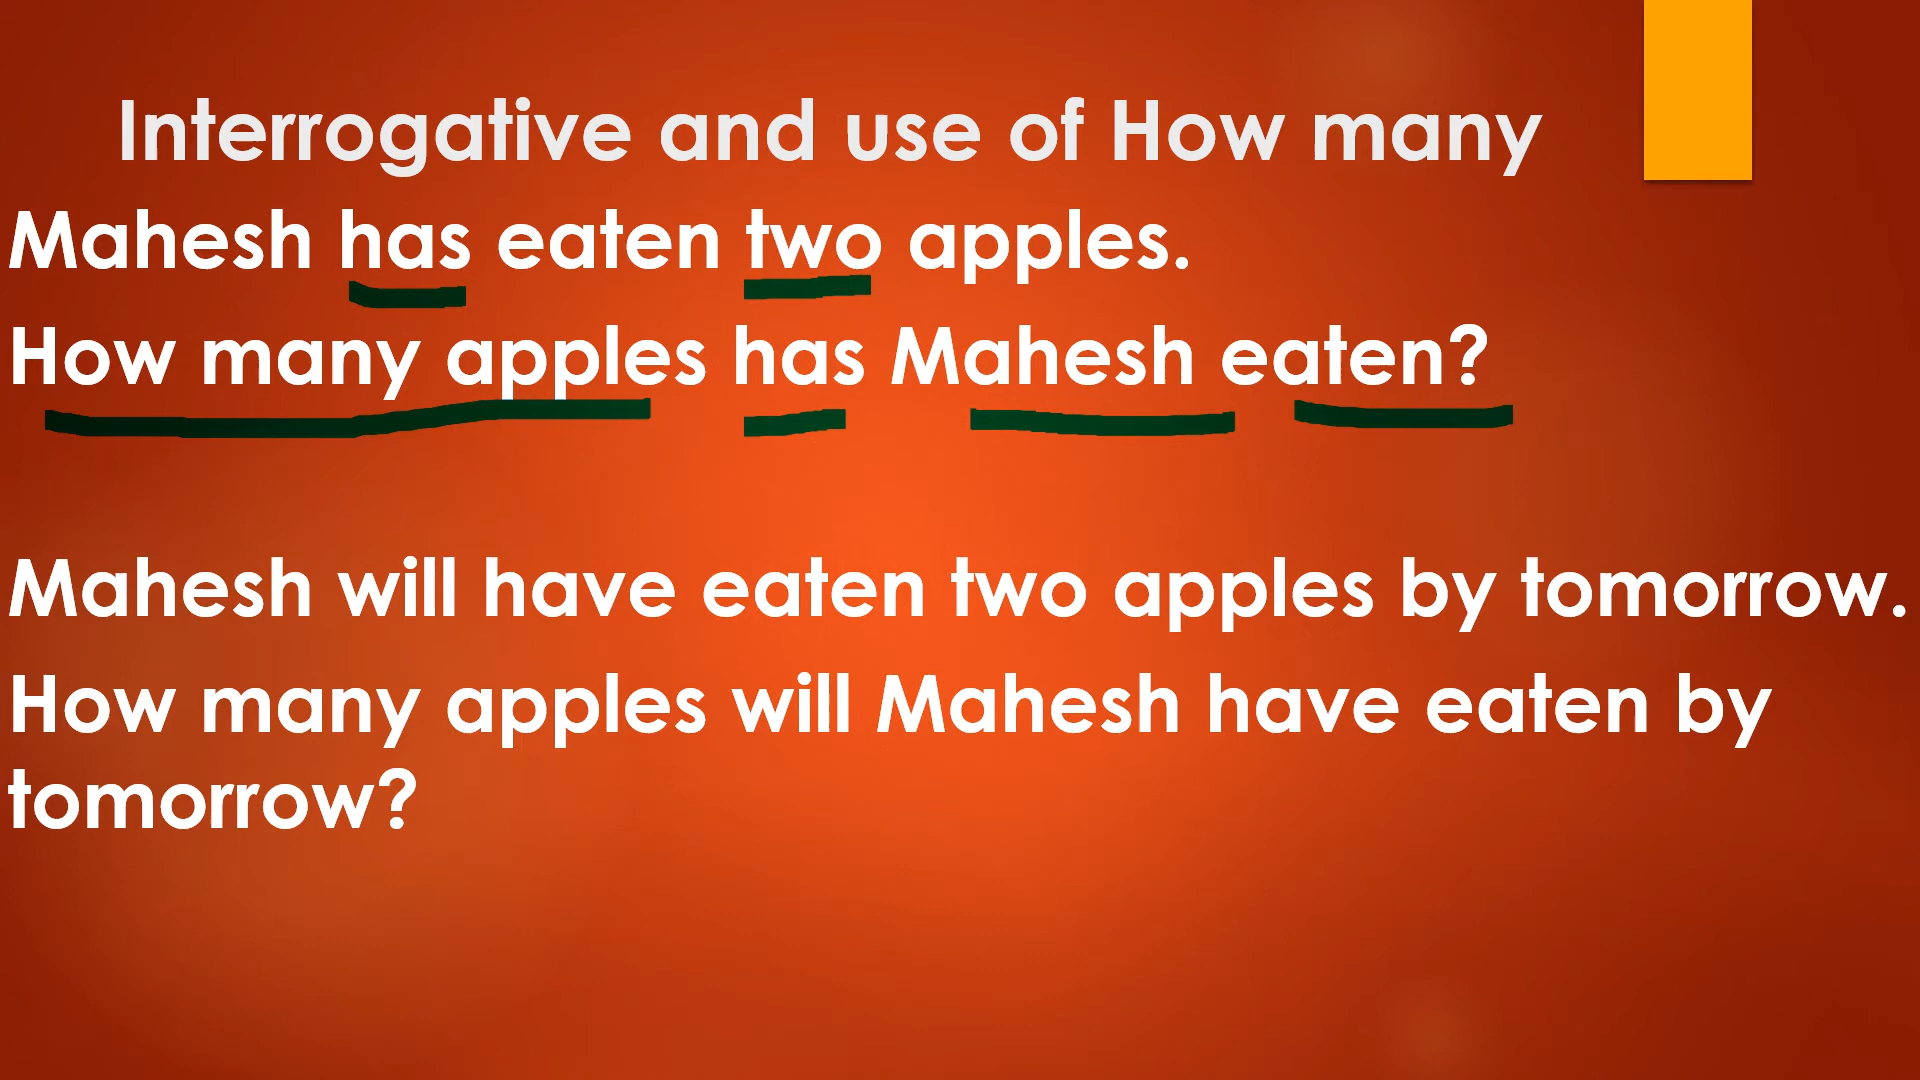 Interrogative and use of How many
Mahesh has eaten two apples.
How many apples has Mahesh eaten?
Mahesh will have eaten two apples by tomorrow.
How many apples will Mahesh have eaten by
tomorrow?